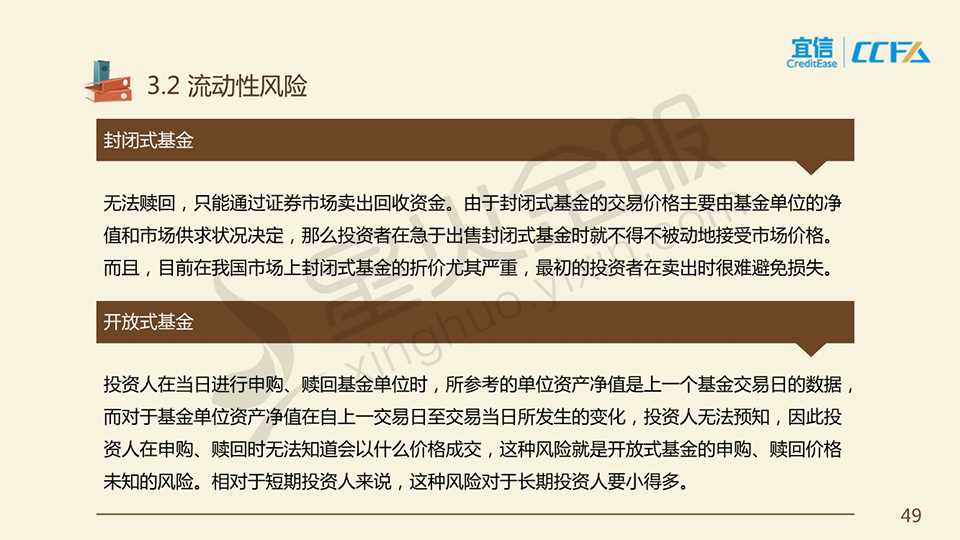 宜信
CreditEase
CCFA
3.2 流动性风险
封闭式基金
无法赎回，只能通过证券市场卖出回收资金。由于封闭式基金的交易价格主要由基金单位的净
值和市场供求状况决定，那么投资者在急于出售封闭式基金时就不得不被动地接受市场价格。
而且，目前在我国市场上封闭式基金的折价尤其严重，最初的投资者在卖出时很难避免损失。
开放式基金
投资人在当日进行申购、赎回基金单位时，所参考的单位资产净值是上一个基金交易日的数据，
而对于基金单位资产净值在自上一交易日至交易当日所发生的变化，投资人无法预知，因此投
资人在申购、赎回时无法知道会以什么价格成交，这种风险就是开放式基金的申购、赎回价格
未知的风险。相对于短期投资人来说，这种风险对于长期投资人要小得多。
星火金服
xinghuo.yixin.com
49